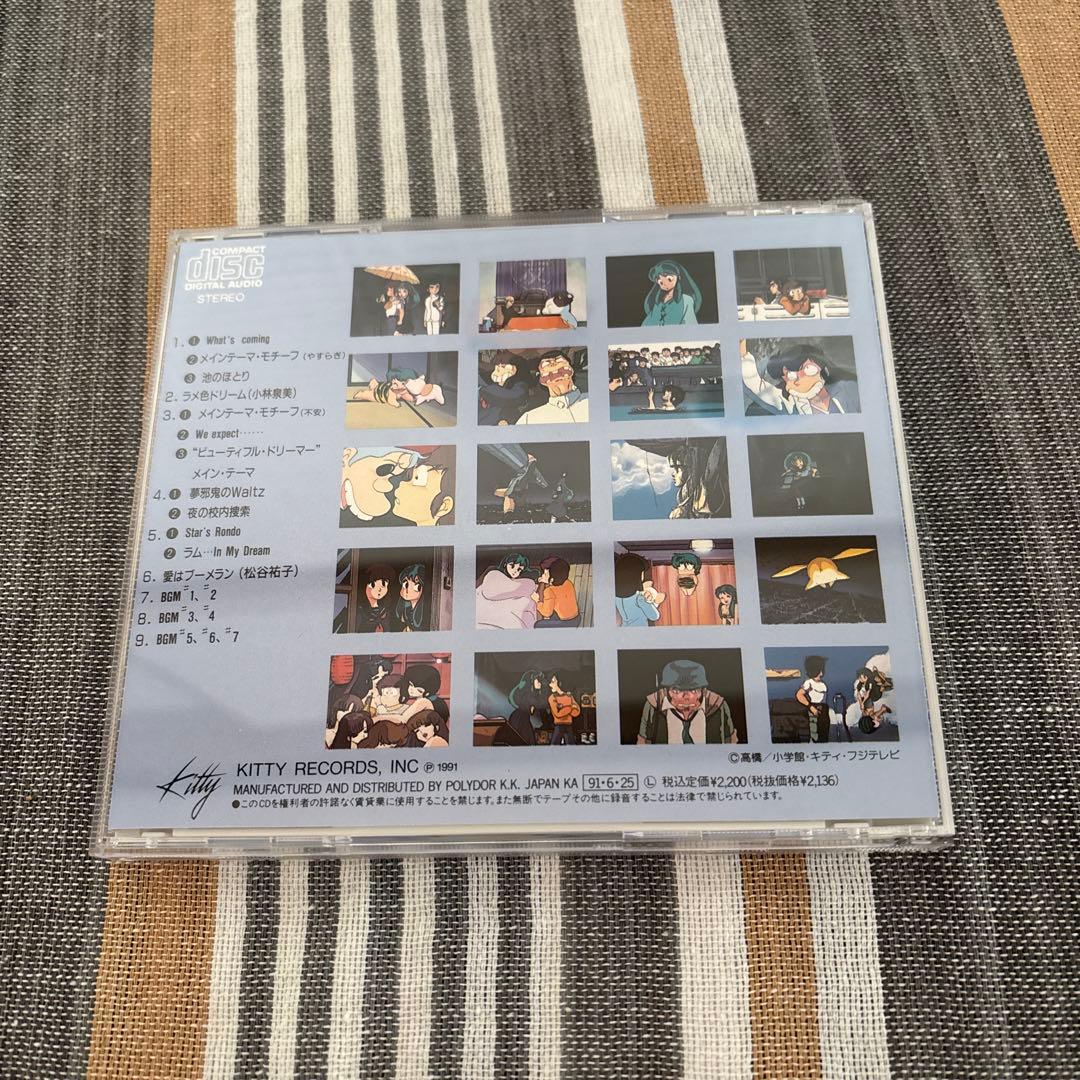 COMPACT
disc
DIGITAL AUDIO
STEREO
1. ❶ What's coming
❷ メインテーマ・モチーフ(やすらぎ)
❸ 池のほとり
2. ラメ色ドリーム(小林泉美)
3. ❶ メインテーマ・モチーフ(不安)
❷ We expect……
❸ “ビューティフル・ドリーマー”
メイン・テーマ
4. ❶ 夢邪鬼のWaltz
❷ 夜の校内捜索
5. ❶ Star's Rondo
❷ ラム…In My Dream
6. 愛はブーメラン(松谷祐子)
7. BGM #1、#2
8. BGM #3、#4
9. BGM #5、#6、#7
©高橋/小学館・キティ・フジテレビ
Kitty KITTY RECORDS, INC ℗ 1991
MANUFACTURED AND DISTRIBUTED BY POLYDOR K.K. JAPAN KA 91・6・25 Ⓛ 税込定価¥2,200(税抜価格¥2,136)
●このCDを権利者の許諾なく賃貸業に使用することを禁じます。また無断でテープその他に録音することは法律で禁じられています。